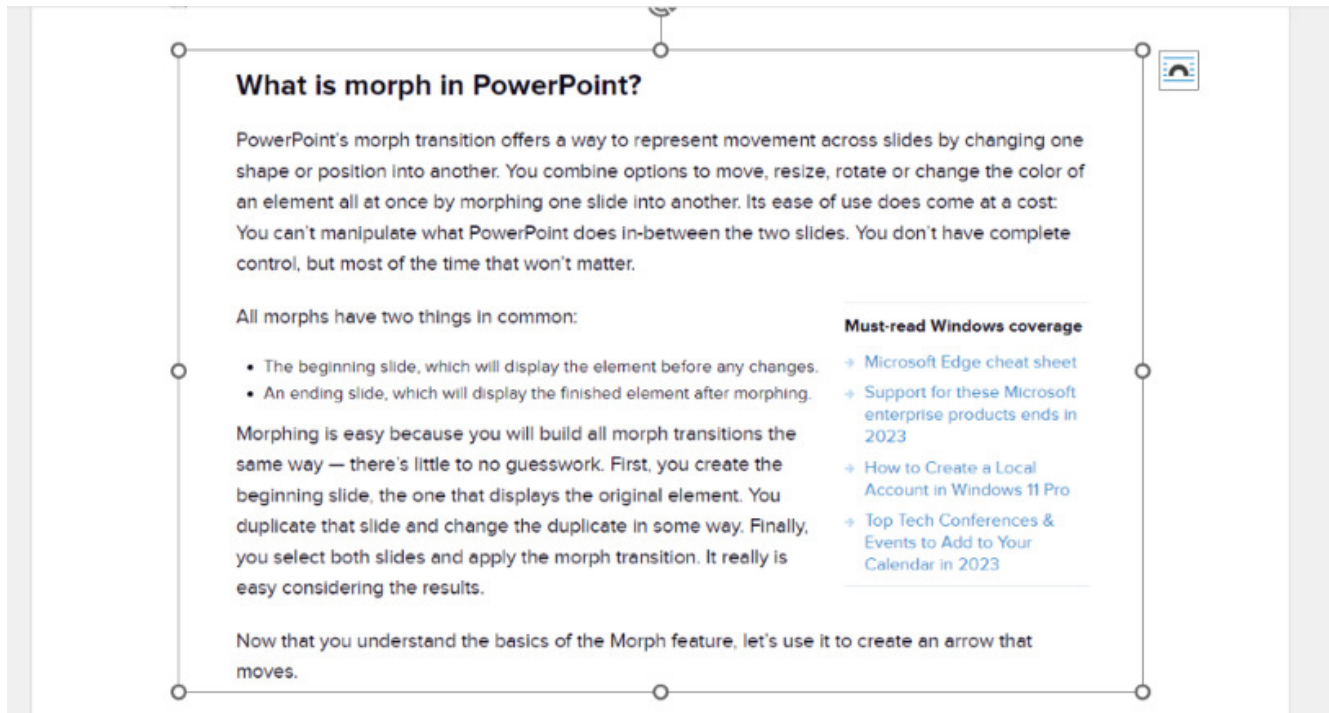 What is morph in PowerPoint?
PowerPoint's morph transition offers a way to represent movement across slides by changing one
shape or position into another. You combine options to move, resize, rotate or change the color of
an element all at once by morphing one slide into another. Its ease of use does come at a cost:
You can't manipulate what PowerPoint does in-between the two slides. You don't have complete
control, but most of the time that won't matter.
All morphs have two things in common:
• The beginning slide, which will display the element before any changes.
• An ending slide, which will display the finished element after morphing.
Morphing is easy because you will build all morph transitions the
same way — there's little to no guesswork. First, you create the
beginning slide, the one that displays the original element. You
duplicate that slide and change the duplicate in some way. Finally,
you select both slides and apply the morph transition. It really is
easy considering the results.
Must-read Windows coverage
Microsoft Edge cheat sheet
Support for these Microsoft
enterprise products ends in
2023
How to Create a Local
Account in Windows 11 Pro
Top Tech Conferences &
Events to Add to Your
Calendar in 2023
Now that you understand the basics of the Morph feature, let's use it to create an arrow that
moves.